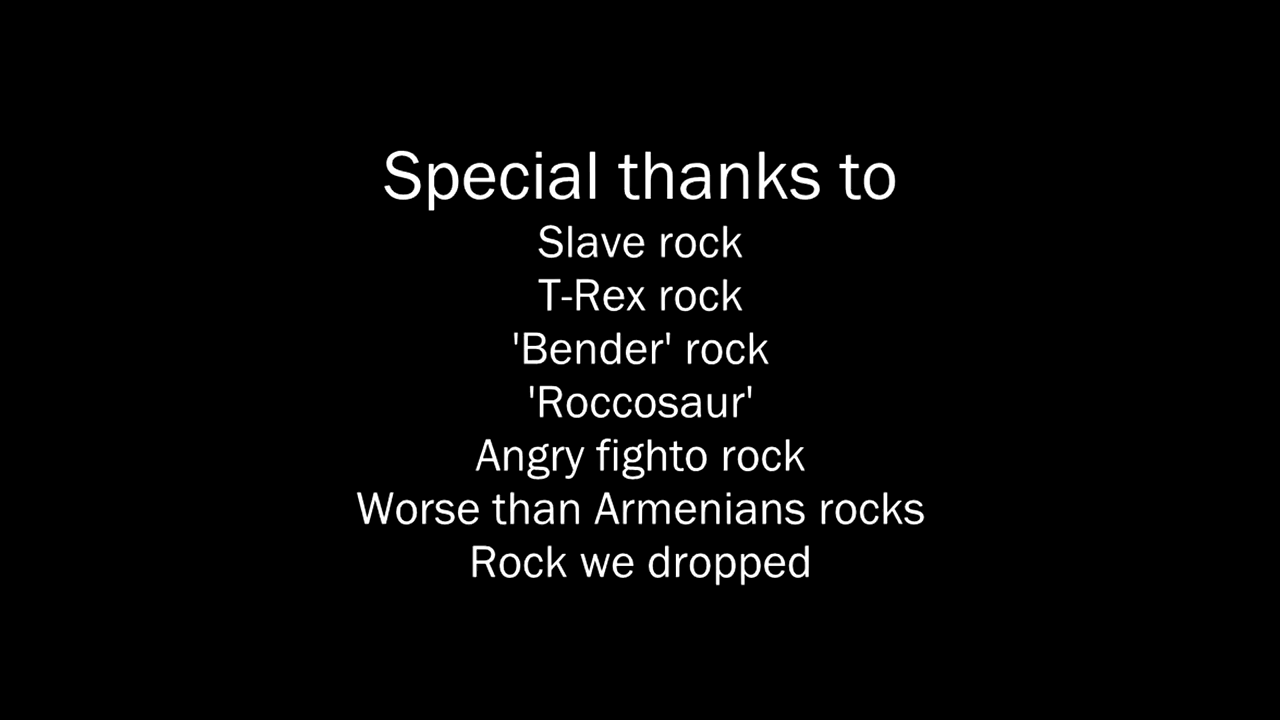 Special thanks to
Slave rock
T-Rex rock
'Bender' rock
'Roccosaur'
Angry fighto rock
Worse than Armenians rocks
Rock we dropped